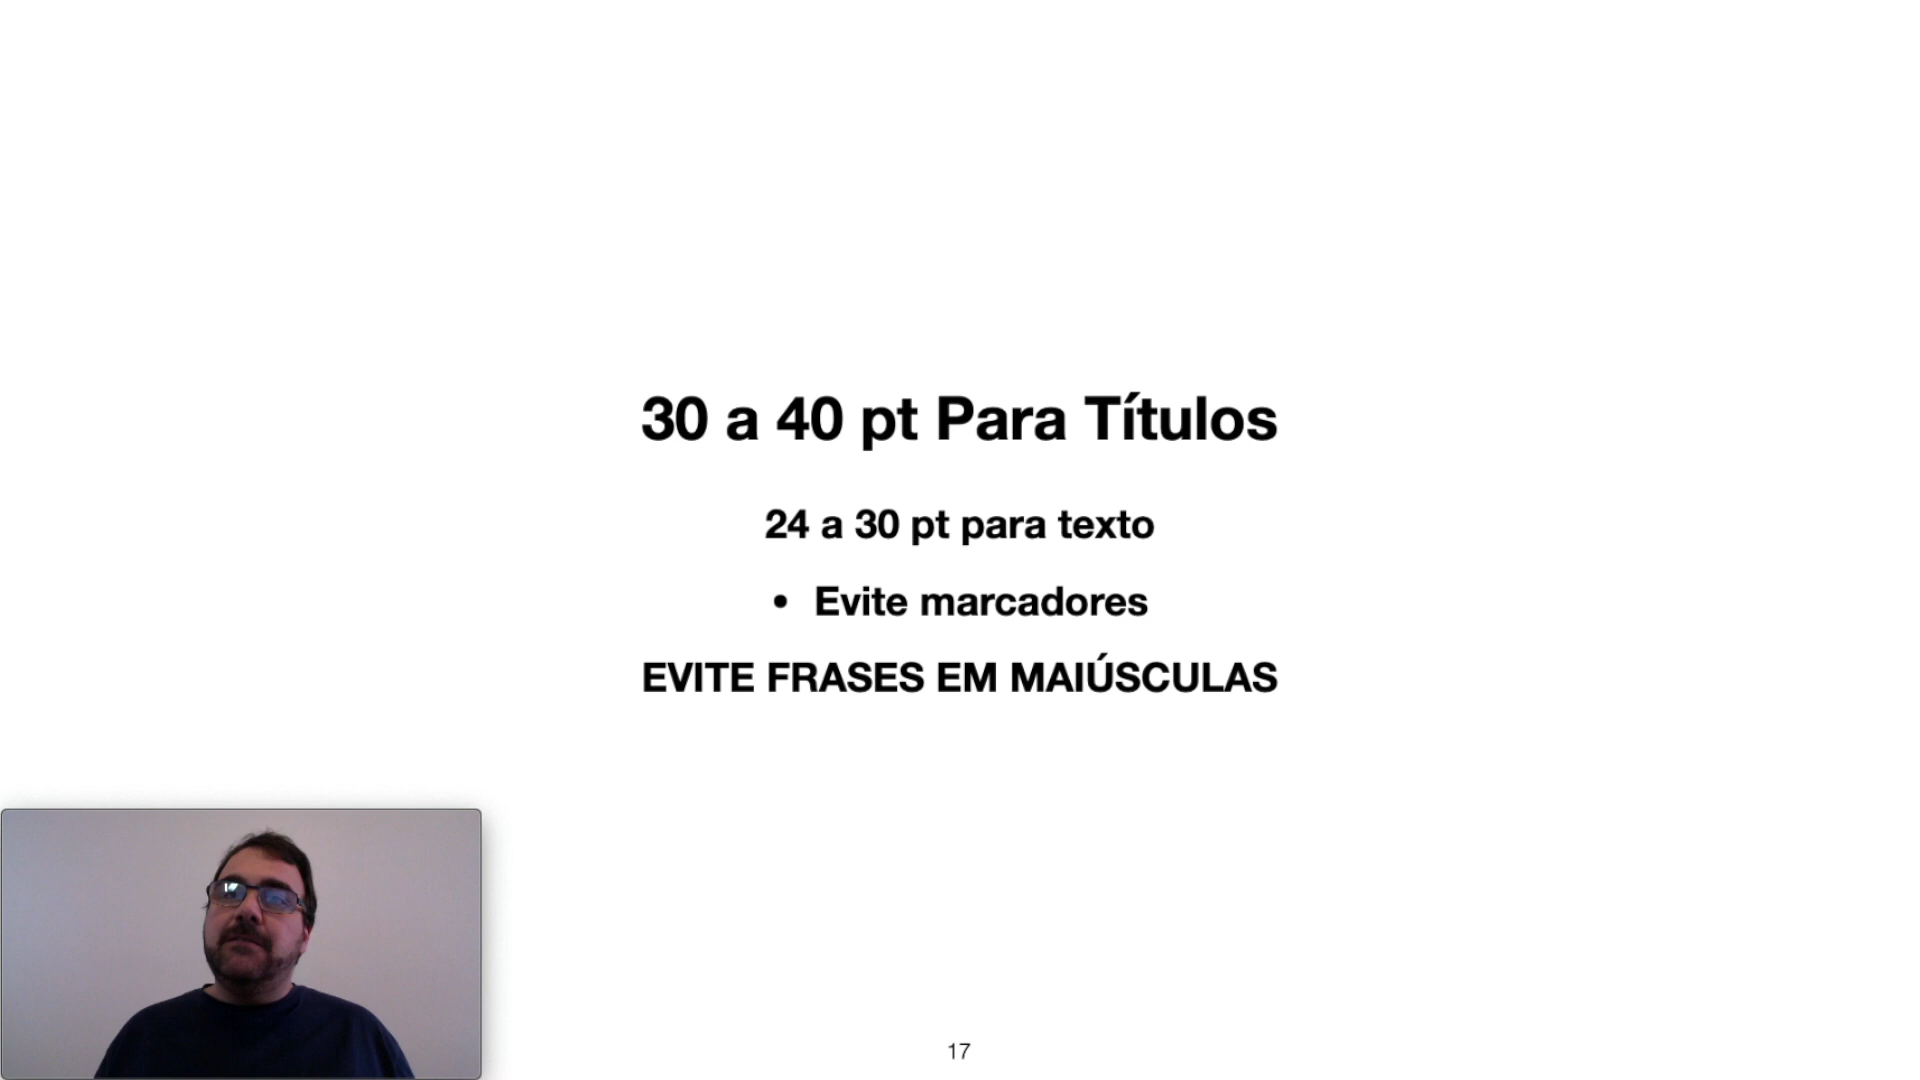 30 a 40 pt Para Títulos
24 a 30 pt para texto
• Evite marcadores
EVITE FRASES EM MAIÚSCULAS
17